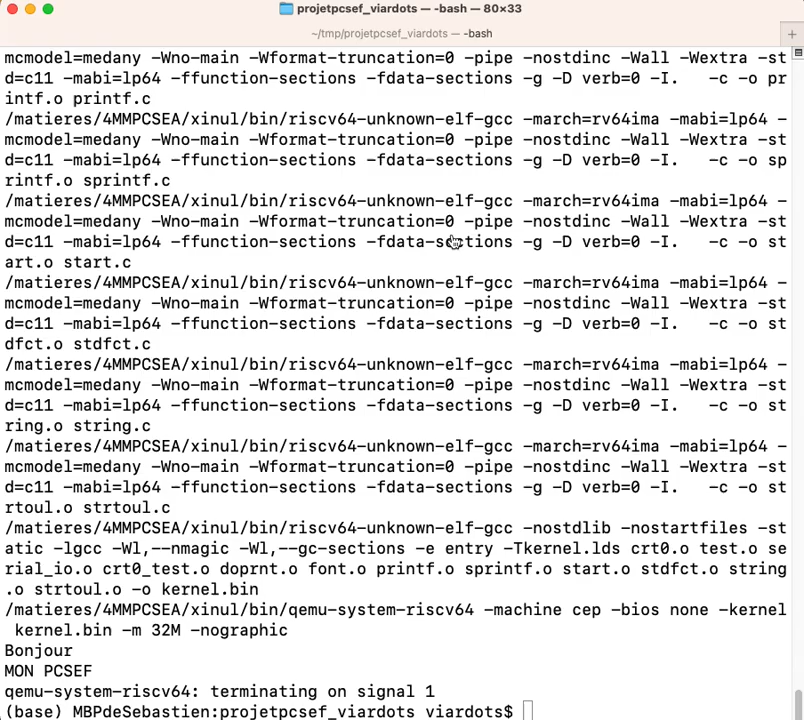 projetpcsef_viardots — -bash — 80×33
~/tmp/projetpcsef_viardots — -bash
mcmodel=medany -Wno-main -Wformat-truncation=0 -pipe -nostdinc -Wall -Wextra -st
d=c11 -mabi=lp64 -ffunction-sections -fdata-sections -g -D verb=0 -I.   -c -o pr
intf.o printf.c
/matieres/4MMPCSEA/xinul/bin/riscv64-unknown-elf-gcc -march=rv64ima -mabi=lp64 -
mcmodel=medany -Wno-main -Wformat-truncation=0 -pipe -nostdinc -Wall -Wextra -st
d=c11 -mabi=lp64 -ffunction-sections -fdata-sections -g -D verb=0 -I.   -c -o sp
rintf.o sprintf.c
/matieres/4MMPCSEA/xinul/bin/riscv64-unknown-elf-gcc -march=rv64ima -mabi=lp64 -
mcmodel=medany -Wno-main -Wformat-truncation=0 -pipe -nostdinc -Wall -Wextra -st
d=c11 -mabi=lp64 -ffunction-sections -fdata-sections -g -D verb=0 -I.   -c -o st
art.o start.c
/matieres/4MMPCSEA/xinul/bin/riscv64-unknown-elf-gcc -march=rv64ima -mabi=lp64 -
mcmodel=medany -Wno-main -Wformat-truncation=0 -pipe -nostdinc -Wall -Wextra -st
d=c11 -mabi=lp64 -ffunction-sections -fdata-sections -g -D verb=0 -I.   -c -o st
dfct.o stdfct.c
/matieres/4MMPCSEA/xinul/bin/riscv64-unknown-elf-gcc -march=rv64ima -mabi=lp64 -
mcmodel=medany -Wno-main -Wformat-truncation=0 -pipe -nostdinc -Wall -Wextra -st
d=c11 -mabi=lp64 -ffunction-sections -fdata-sections -g -D verb=0 -I.   -c -o st
ring.o string.c
/matieres/4MMPCSEA/xinul/bin/riscv64-unknown-elf-gcc -march=rv64ima -mabi=lp64 -
mcmodel=medany -Wno-main -Wformat-truncation=0 -pipe -nostdinc -Wall -Wextra -st
d=c11 -mabi=lp64 -ffunction-sections -fdata-sections -g -D verb=0 -I.   -c -o st
rtoul.o strtoul.c
/matieres/4MMPCSEA/xinul/bin/riscv64-unknown-elf-gcc -nostdlib -nostartfiles -st
atic -lgcc -Wl,--nmagic -Wl,--gc-sections -e entry -Tkernel.lds crt0.o test.o se
rial_io.o crt0_test.o doprnt.o font.o printf.o sprintf.o start.o stdfct.o string
.o strtoul.o -o kernel.bin
/matieres/4MMPCSEA/xinul/bin/qemu-system-riscv64 -machine cep -bios none -kernel
 kernel.bin -m 32M -nographic
Bonjour
MON PCSEF
qemu-system-riscv64: terminating on signal 1
(base) MBPdeSebastien:projetpcsef_viardots viardots$